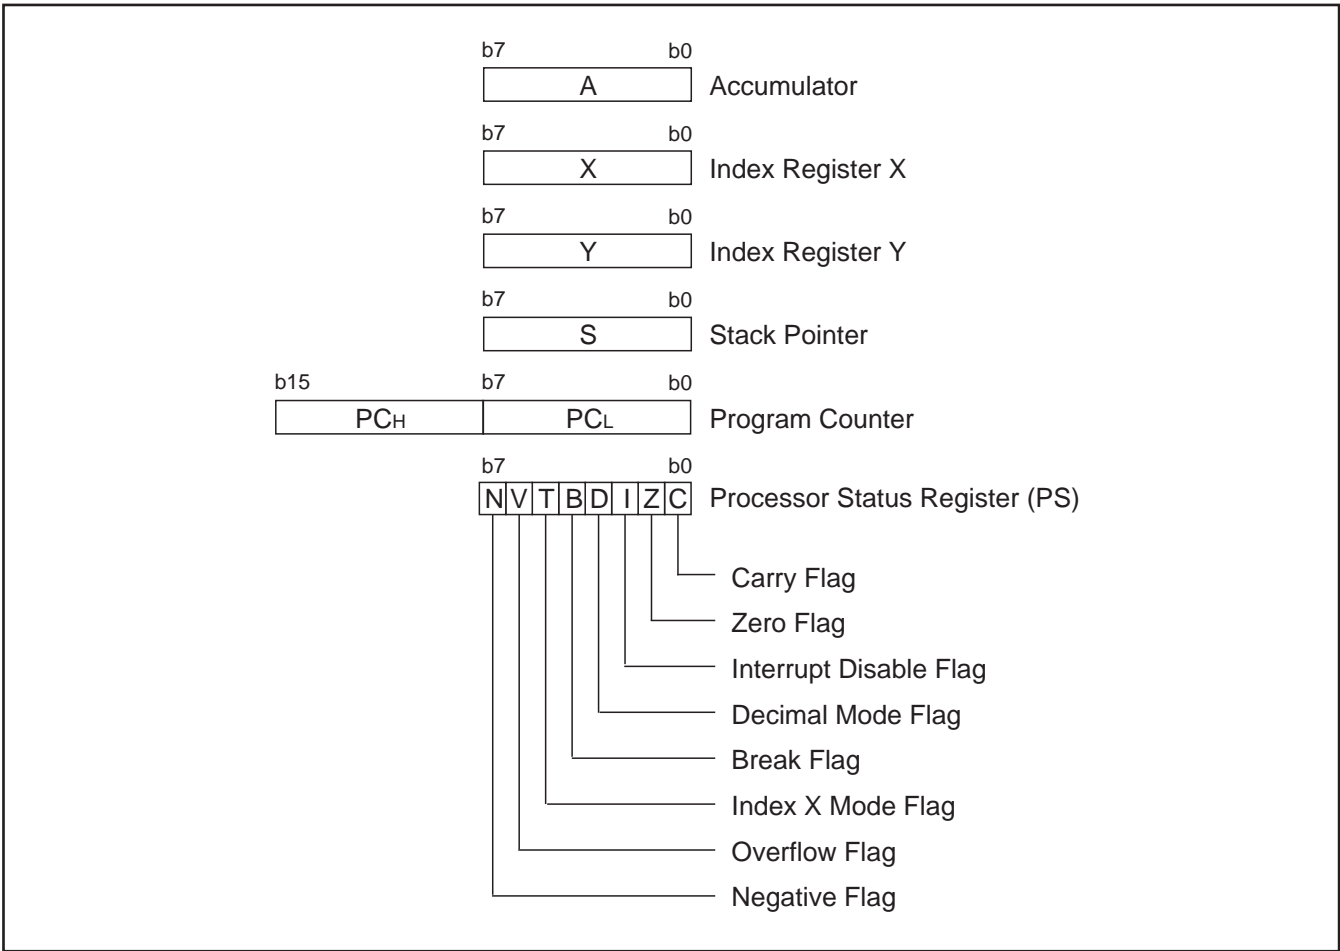 b7 b0
A Accumulator
b7 b0
X Index Register X
b7 b0
Y Index Register Y
b7 b0
S Stack Pointer
b15 b7 b0
PCH PCL Program Counter
b7 b0
N V T B D I Z C Processor Status Register (PS)
Carry Flag
Zero Flag
Interrupt Disable Flag
Decimal Mode Flag
Break Flag
Index X Mode Flag
Overflow Flag
Negative Flag